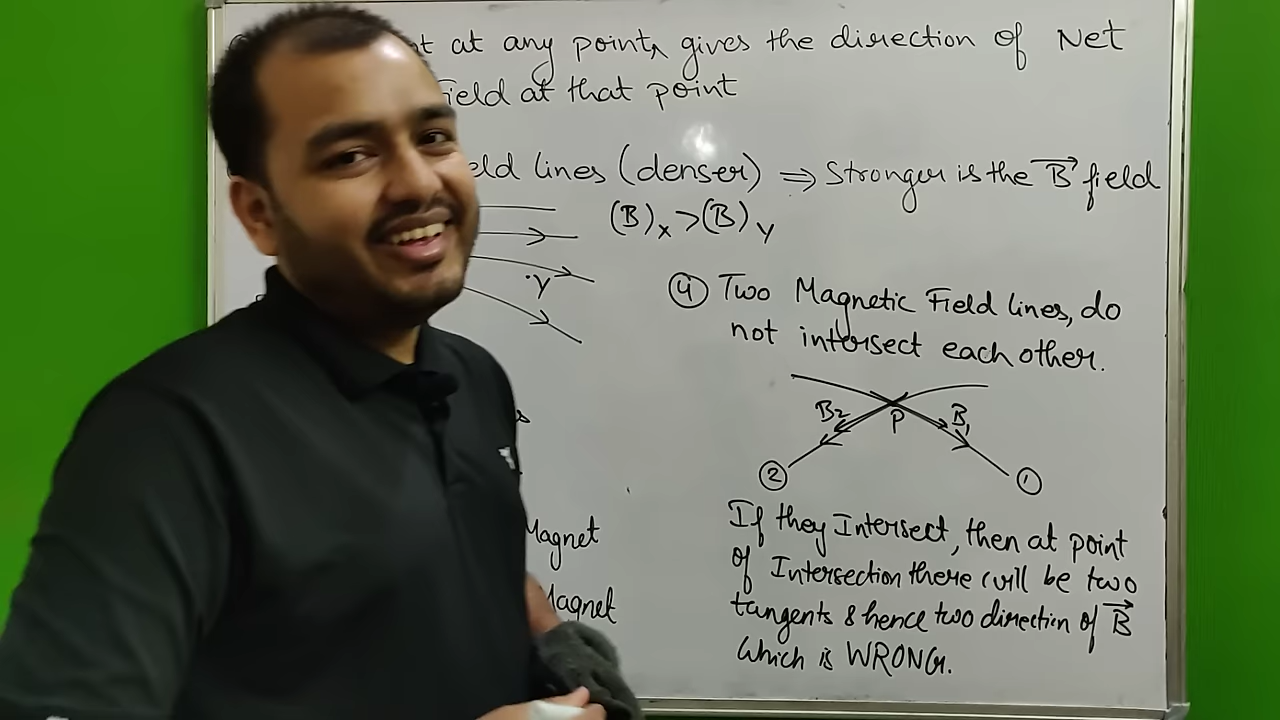 at any point, gives the direction of Net
field at that point
lines (denser) ⇒ Stronger is the B⃗ field
(B)x > (B)y
.Y
④ Two Magnetic Field lines, do
not intersect each other.
B₂ P B₁
② ①
Magnet
Magnet
If they Intersect, then at point
of Intersection there will be two
tangents & hence two direction of B⃗
which is WRONG.